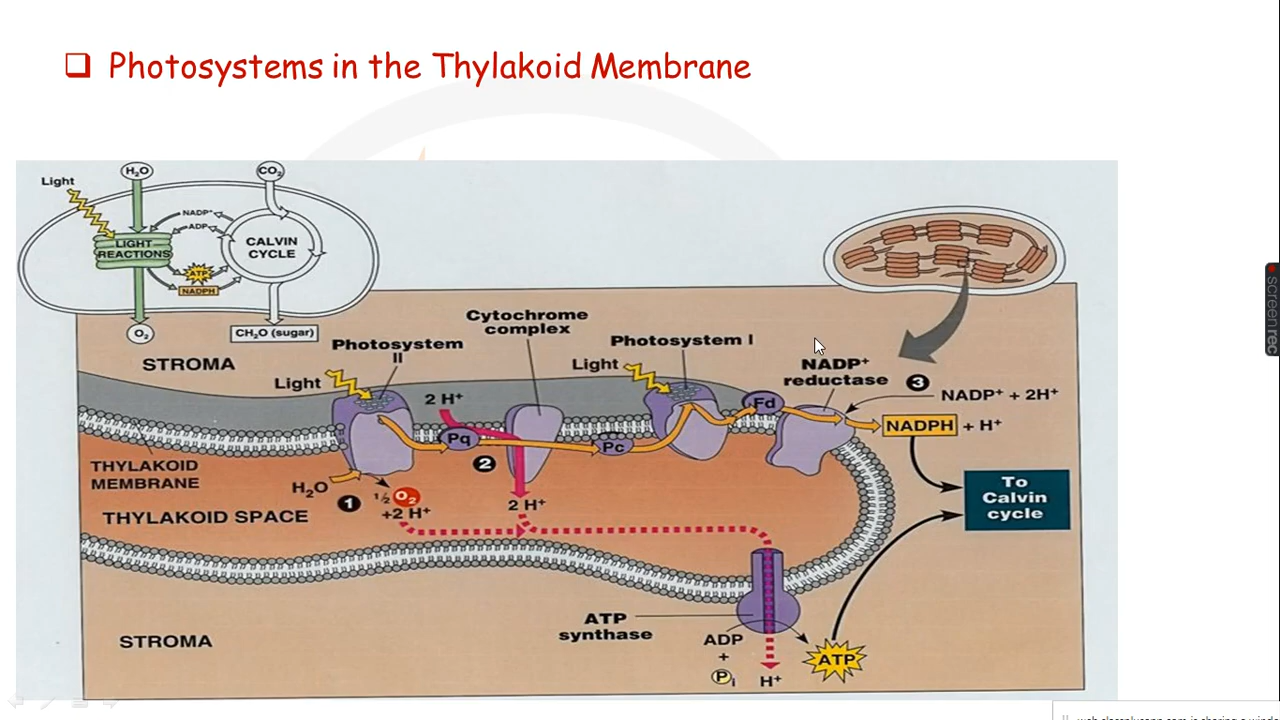 ❑ Photosystems in the Thylakoid Membrane
Light
H₂O
CO₂
NADP⁺
ADP
LIGHT
REACTIONS
CALVIN
CYCLE
ATP
NADPH
O₂
CH₂O (sugar)
STROMA
Photosystem
II
Cytochrome
complex
Photosystem I
NADP⁺
reductase
Light
2 H⁺
Light
Fd
3
NADP⁺ + 2H⁺
NADPH + H⁺
Pq
Pc
2
THYLAKOID
MEMBRANE
H₂O
1
½ O₂
+2 H⁺
2 H⁺
THYLAKOID SPACE
To
Calvin
cycle
ATP
synthase
STROMA
ADP
+
Pi
H⁺
ATP
screenrec